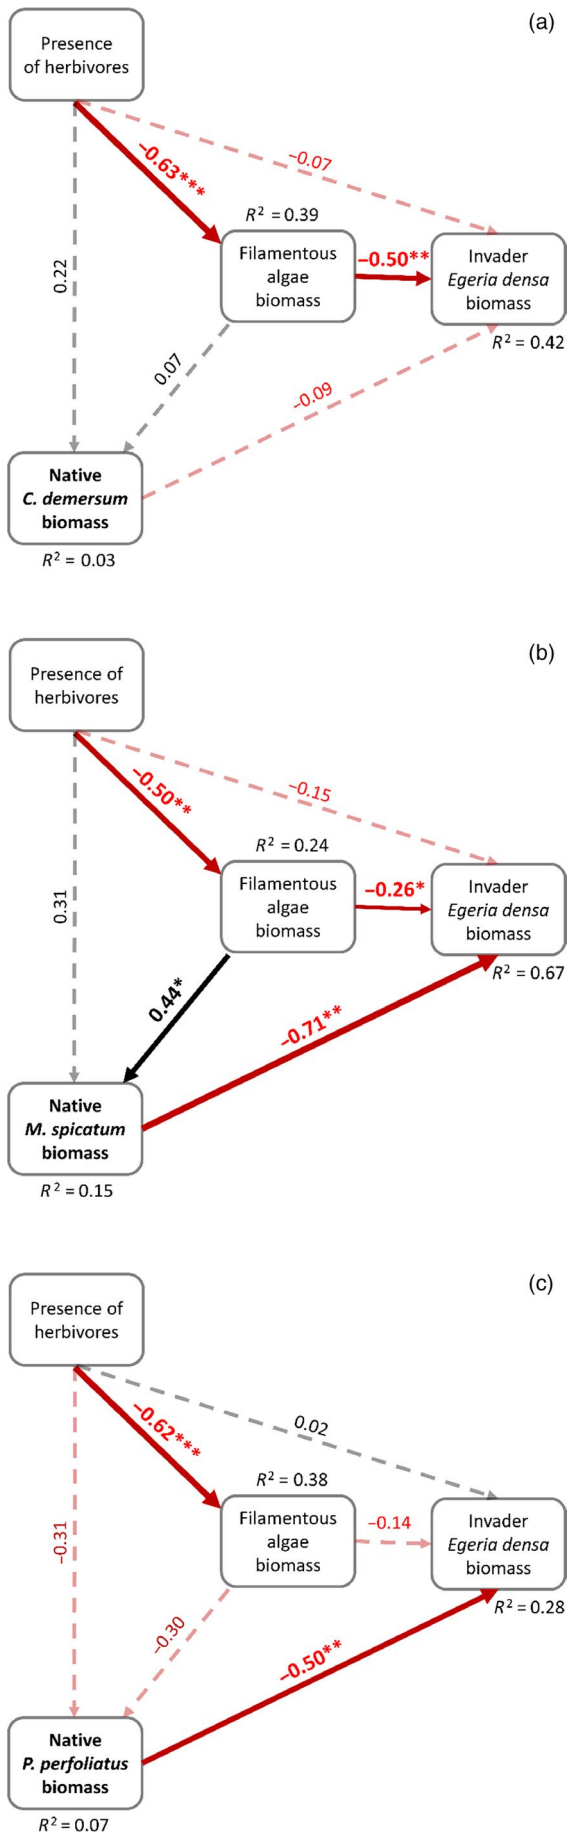 (a)
Presence
of herbivores
−0.63***
−0.07
R² = 0.39
0.22
Filamentous
algae
biomass
−0.50**
Invader
Egeria densa
biomass
R² = 0.42
0.07
−0.09
Native
C. demersum
biomass
R² = 0.03
(b)
Presence of
herbivores
−0.50**
−0.15
R² = 0.24
0.31
Filamentous
algae
biomass
−0.26*
Invader
Egeria densa
biomass
R² = 0.67
0.44*
−0.71**
Native
M. spicatum
biomass
R² = 0.15
(c)
Presence of
herbivores
−0.62***
0.02
R² = 0.38
−0.31
Filamentous
algae
biomass
−0.14
Invader
Egeria densa
biomass
R² = 0.28
−0.30
−0.50**
Native
P. perfoliatus
biomass
R² = 0.07